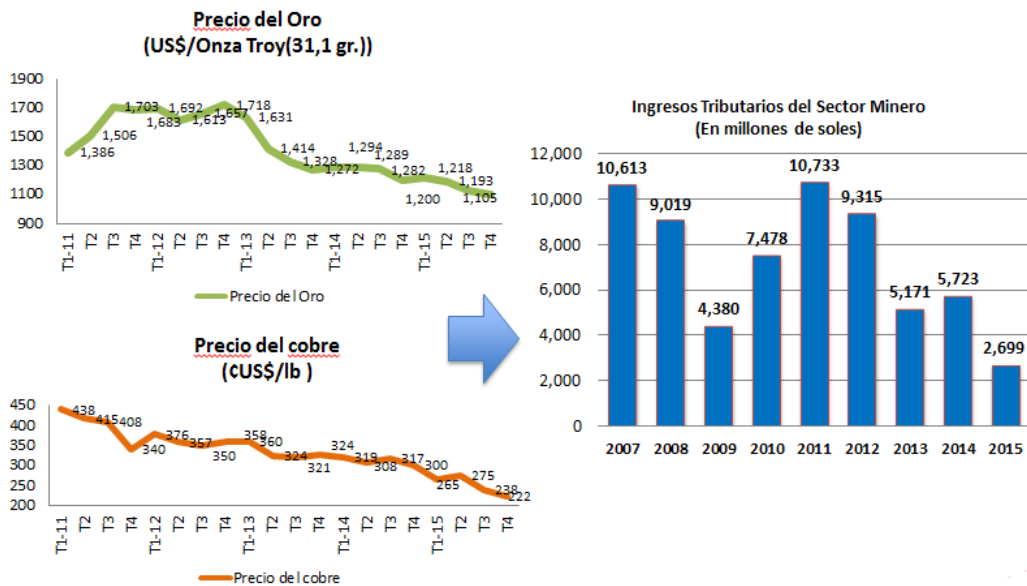 Precio del Oro
(US$/Onza Troy(31,1 gr.))
1900
1700
1500
1300
1100
900
1,386
1,506
1,703
1,683
1,692
1,613
1,657
1,718
1,631
1,414
1,328
1,272
1,294
1,289
1,282
1,200
1,218
1,193
1,105
T1-11
T2
T3
T4
T1-12
T2
T3
T4
T1-13
T2
T3
T4
T1-14
T2
T3
T4
T1-15
T2
T3
T4
Precio del Oro
Precio del cobre
(¢US$/lb )
450
400
350
300
250
200
438
415
408
340
376
357
350
358
360
324
321
324
319
308
317
300
265
275
238
222
T1-11
T2
T3
T4
T1-12
T2
T3
T4
T1-13
T2
T3
T4
T1-14
T2
T3
T4
T1-15
T2
T3
T4
Precio del cobre
Ingresos Tributarios del Sector Minero
(En millones de soles)
12,000
10,000
8,000
6,000
4,000
2,000
0
10,613
9,019
4,380
7,478
10,733
9,315
5,171
5,723
2,699
2007 2008 2009 2010 2011 2012 2013 2014 2015